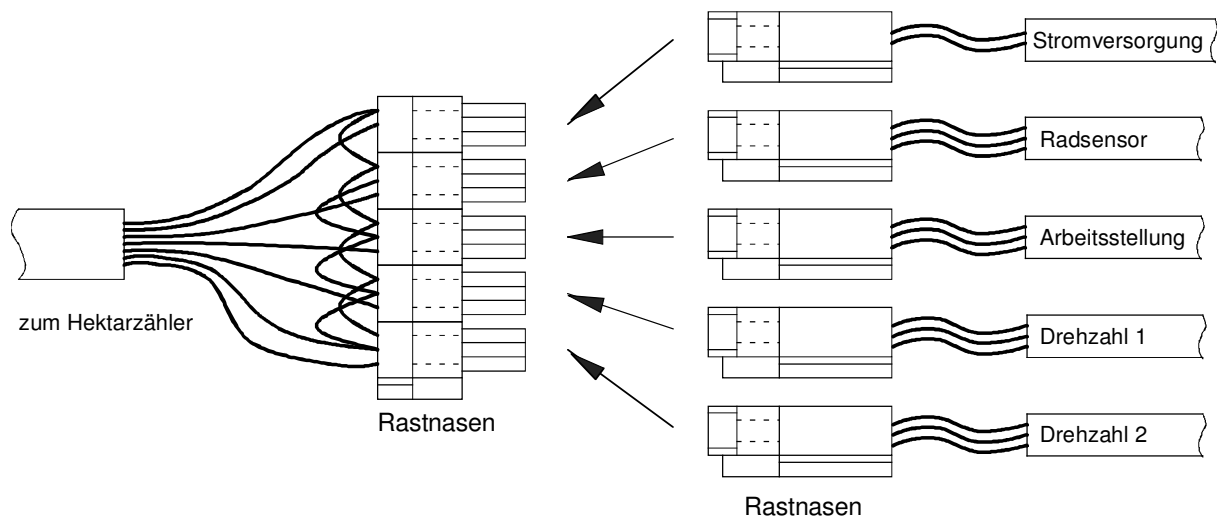 Stromversorgung
Radsensor
Arbeitsstellung
zum Hektarzähler
Drehzahl 1
Rastnasen
Drehzahl 2
Rastnasen